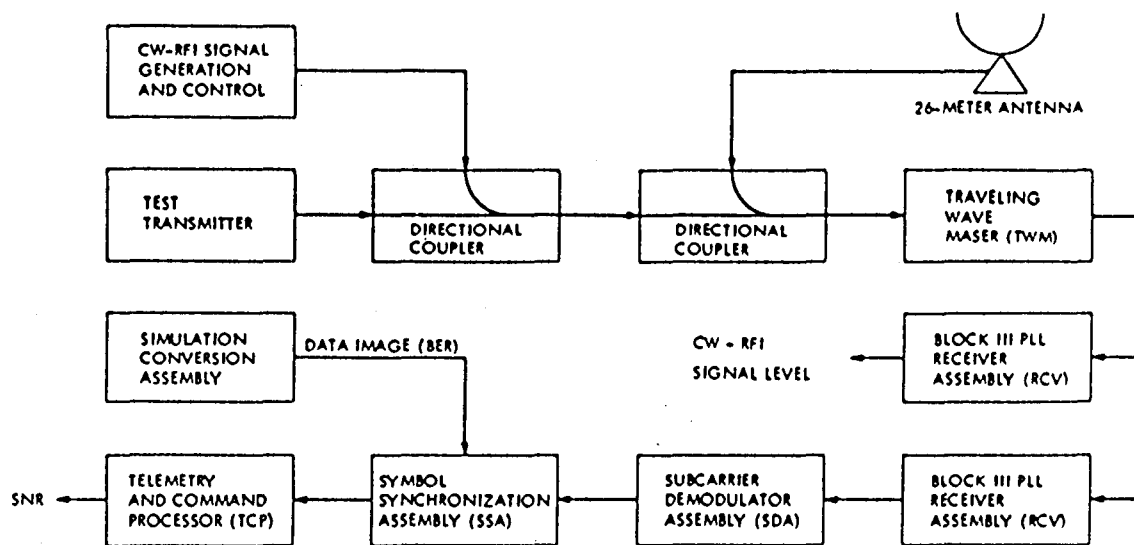 CW-RFI SIGNAL
GENERATION
AND CONTROL
26-METER ANTENNA
TEST
TRANSMITTER
DIRECTIONAL
COUPLER
DIRECTIONAL
COUPLER
TRAVELING
WAVE
MASER (TWM)
SIMULATION
CONVERSION
ASSEMBLY
DATA IMAGE (BER)
CW - RFI
SIGNAL LEVEL
BLOCK III PLL
RECEIVER
ASSEMBLY (RCV)
SNR
TELEMETRY
AND COMMAND
PROCESSOR (TCP)
SYMBOL
SYNCHRONIZATION
ASSEMBLY (SSA)
SUBCARRIER
DEMODULATOR
ASSEMBLY (SDA)
BLOCK III PLL
RECEIVER
ASSEMBLY (RCV)